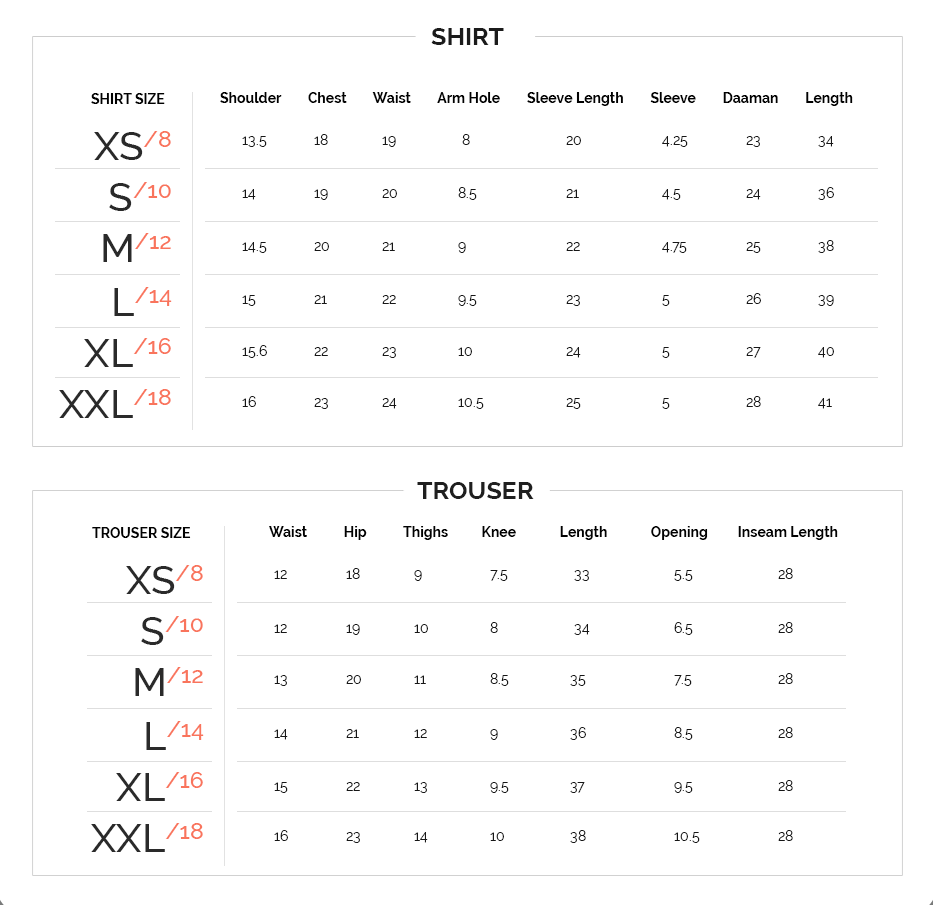 SHIRT
SHIRT SIZE Shoulder Chest Waist Arm Hole Sleeve Length Sleeve Daaman Length
XS/8 13.5 18 19 8 20 4.25 23 34
S/10 14 19 20 8.5 21 4.5 24 36
M/12 14.5 20 21 9 22 4.75 25 38
L/14 15 21 22 9.5 23 5 26 39
XL/16 15.6 22 23 10 24 5 27 40
XXL/18 16 23 24 10.5 25 5 28 41
TROUSER
TROUSER SIZE Waist Hip Thighs Knee Length Opening Inseam Length
XS/8 12 18 9 7.5 33 5.5 28
S/10 12 19 10 8 34 6.5 28
M/12 13 20 11 8.5 35 7.5 28
L/14 14 21 12 9 36 8.5 28
XL/16 15 22 13 9.5 37 9.5 28
XXL/18 16 23 14 10 38 10.5 28